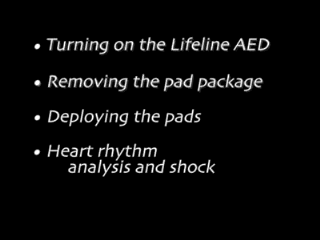 • Turning on the Lifeline AED
• Removing the pad package
• Deploying the pads
• Heart rhythm
analysis and shock